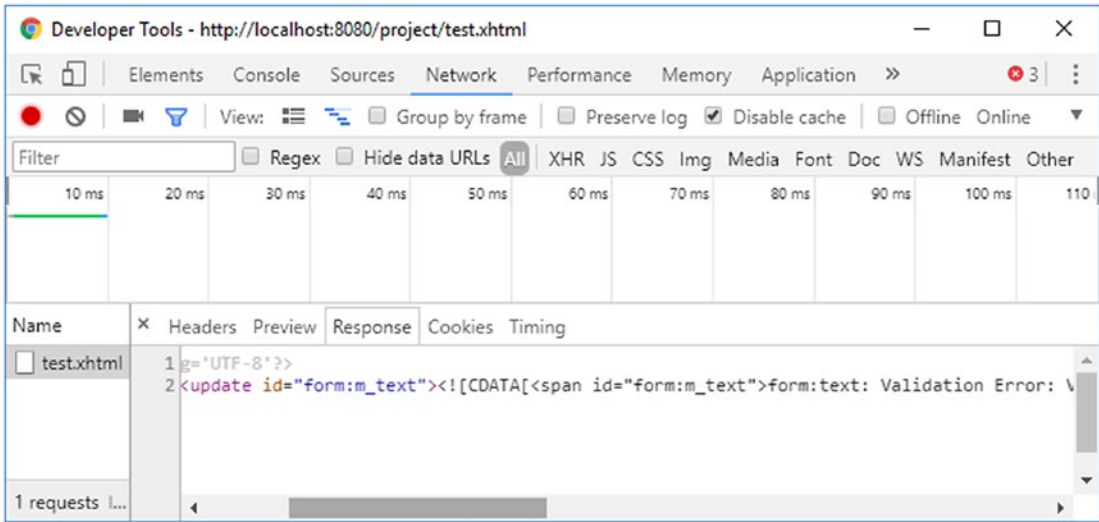 Developer Tools - http://localhost:8080/project/test.xhtml
Elements Console Sources Network Performance Memory Application » 3
View: Group by frame Preserve log Disable cache Offline Online
Filter Regex Hide data URLs All XHR JS CSS Img Media Font Doc WS Manifest Other
10 ms 20 ms 30 ms 40 ms 50 ms 60 ms 70 ms 80 ms 90 ms 100 ms 110
Name × Headers Preview Response Cookies Timing
test.xhtml 1 g='UTF-8'?>
2 <update id="form:m_text"><![CDATA[<span id="form:m_text">form:text: Validation Error:
1 requests